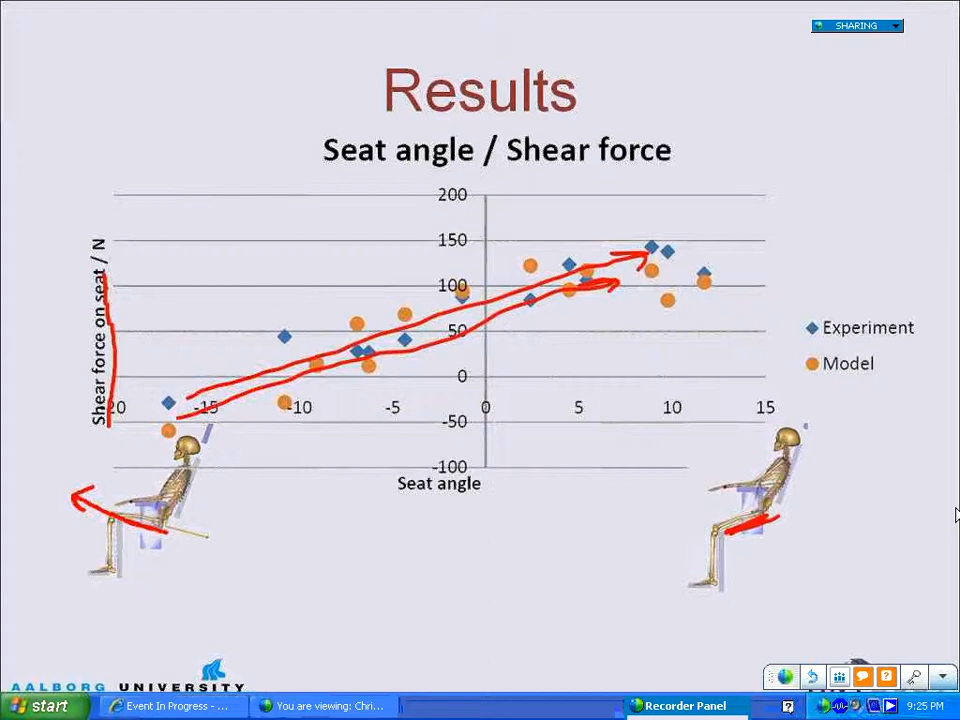 SHARING
Results
Seat angle / Shear force
200
150
100
50
0
-50
-100
-20 -15 -10 -5 0 5 10 15
Shear force on seat / N
Seat angle
Experiment
Model
AALBORG UNIVERSITY
start
Event In Progress - ...
You are viewing: Chri...
Recorder Panel
9:25 PM